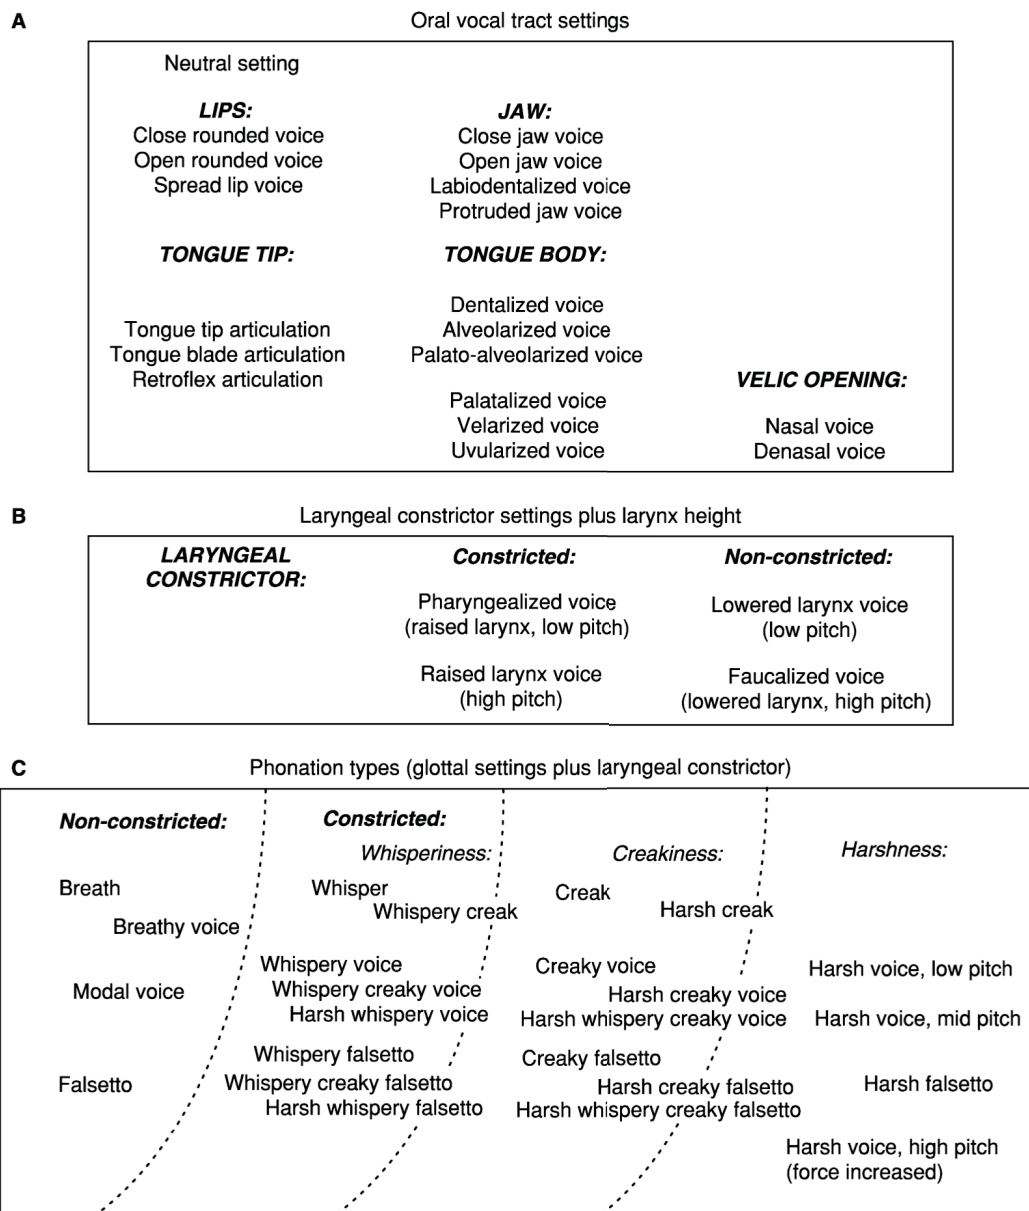 A
Oral vocal tract settings
Neutral setting
LIPS:
Close rounded voice
Open rounded voice
Spread lip voice
JAW:
Close jaw voice
Open jaw voice
Labiodentalized voice
Protruded jaw voice
TONGUE TIP:
Tongue tip articulation
Tongue blade articulation
Retroflex articulation
TONGUE BODY:
Dentalized voice
Alveolarized voice
Palato-alveolarized voice
Palatalized voice
Velarized voice
Uvularized voice
VELIC OPENING:
Nasal voice
Denasal voice
B
Laryngeal constrictor settings plus larynx height
LARYNGEAL
CONSTRICTOR:
Constricted:
Pharyngealized voice
(raised larynx, low pitch)
Raised larynx voice
(high pitch)
Non-constricted:
Lowered larynx voice
(low pitch)
Faucalized voice
(lowered larynx, high pitch)
C
Phonation types (glottal settings plus laryngeal constrictor)
Non-constricted:
Breath
Breathy voice
Modal voice
Falsetto
Constricted:
Whisperiness:
Whisper
Whispery creak
Whispery voice
Whispery creaky voice
Harsh whispery voice
Whispery falsetto
Whispery creaky falsetto
Harsh whispery falsetto
Creakiness:
Creak
Harsh creak
Creaky voice
Harsh creaky voice
Harsh whispery creaky voice
Creaky falsetto
Harsh creaky falsetto
Harsh whispery creaky falsetto
Harshness:
Harsh voice, low pitch
Harsh voice, mid pitch
Harsh falsetto
Harsh voice, high pitch
(force increased)